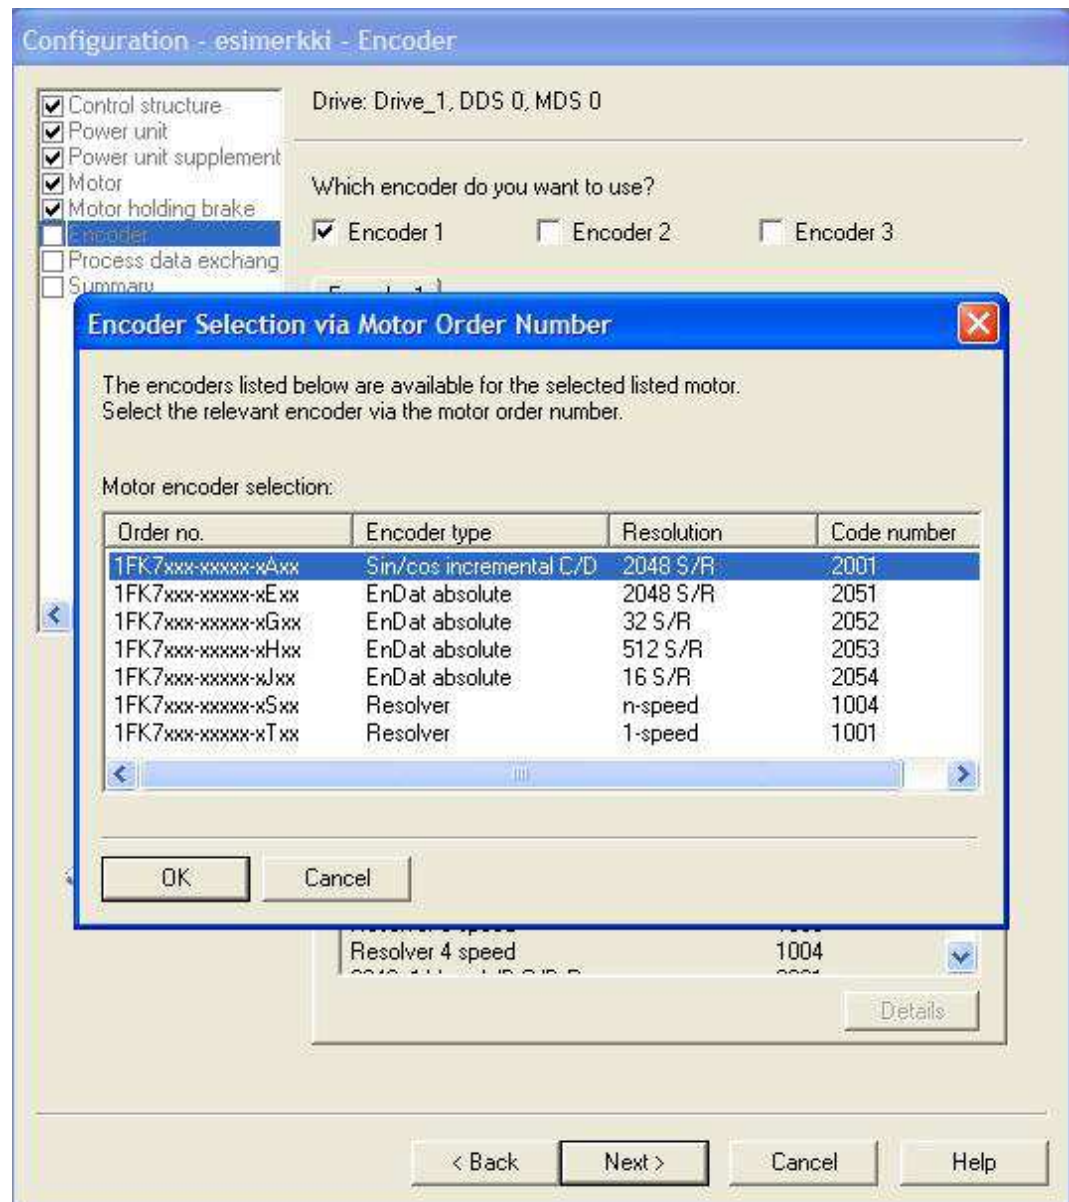 Configuration - esimerkki - Encoder
Control structure
Power unit
Power unit supplement
Motor
Motor holding brake
Encoder
Process data exchang
Summary
Drive: Drive_1, DDS 0, MDS 0
Which encoder do you want to use?
Encoder 1 Encoder 2 Encoder 3
Encoder Selection via Motor Order Number
The encoders listed below are available for the selected listed motor.
Select the relevant encoder via the motor order number.
Motor encoder selection:
Order no. Encoder type Resolution Code number
1FK7xxx-xxxxx-xAxx Sin/cos incremental C/D 2048 S/R 2001
1FK7xxx-xxxxx-xExx EnDat absolute 2048 S/R 2051
1FK7xxx-xxxxx-xGxx EnDat absolute 32 S/R 2052
1FK7xxx-xxxxx-xHxx EnDat absolute 512 S/R 2053
1FK7xxx-xxxxx-xJxx EnDat absolute 16 S/R 2054
1FK7xxx-xxxxx-xSxx Resolver n-speed 1004
1FK7xxx-xxxxx-xTxx Resolver 1-speed 1001
OK Cancel
Resolver 4 speed 1004
Details
< Back Next > Cancel Help